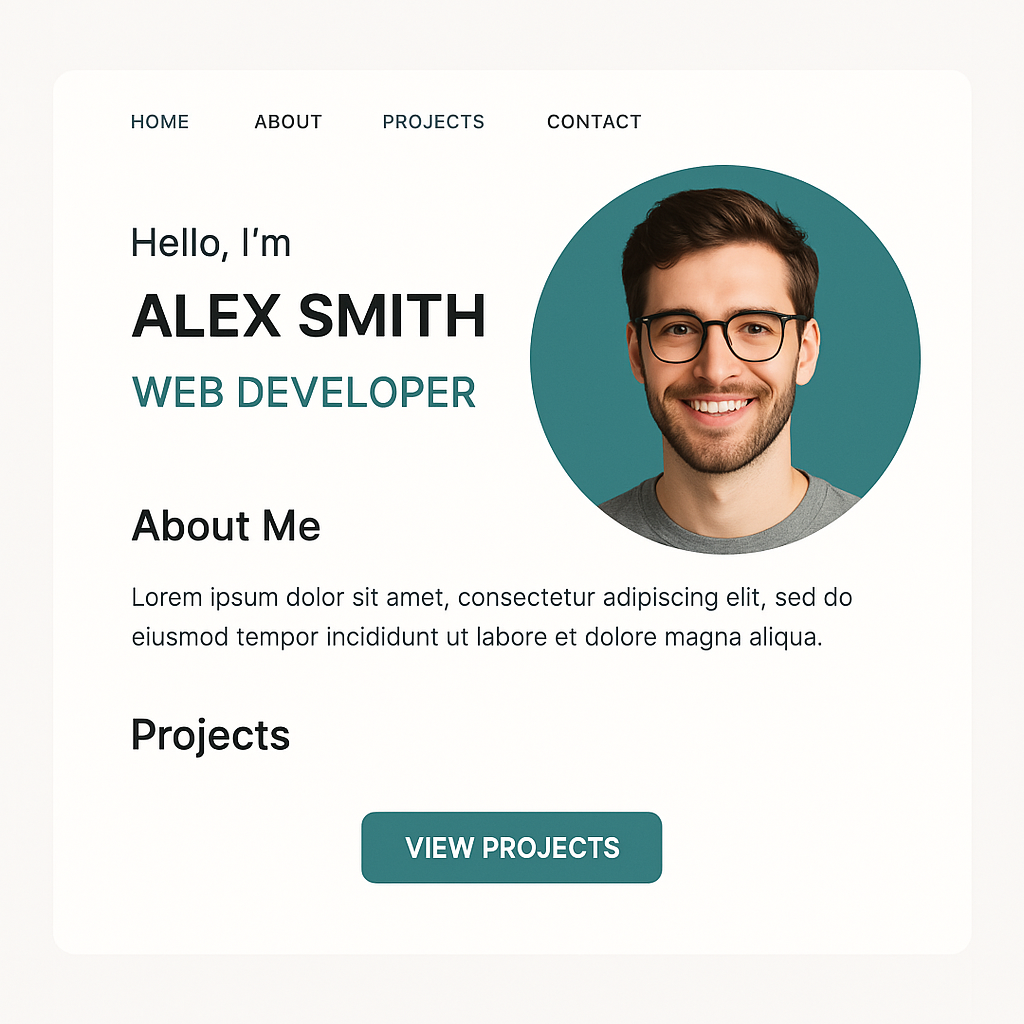 HOME ABOUT PROJECTS CONTACT
Hello, I’m
ALEX SMITH
WEB DEVELOPER
About Me
Lorem ipsum dolor sit amet, consectetur adipiscing elit, sed do
eiusmod tempor incididunt ut labore et dolore magna aliqua.
Projects
VIEW PROJECTS